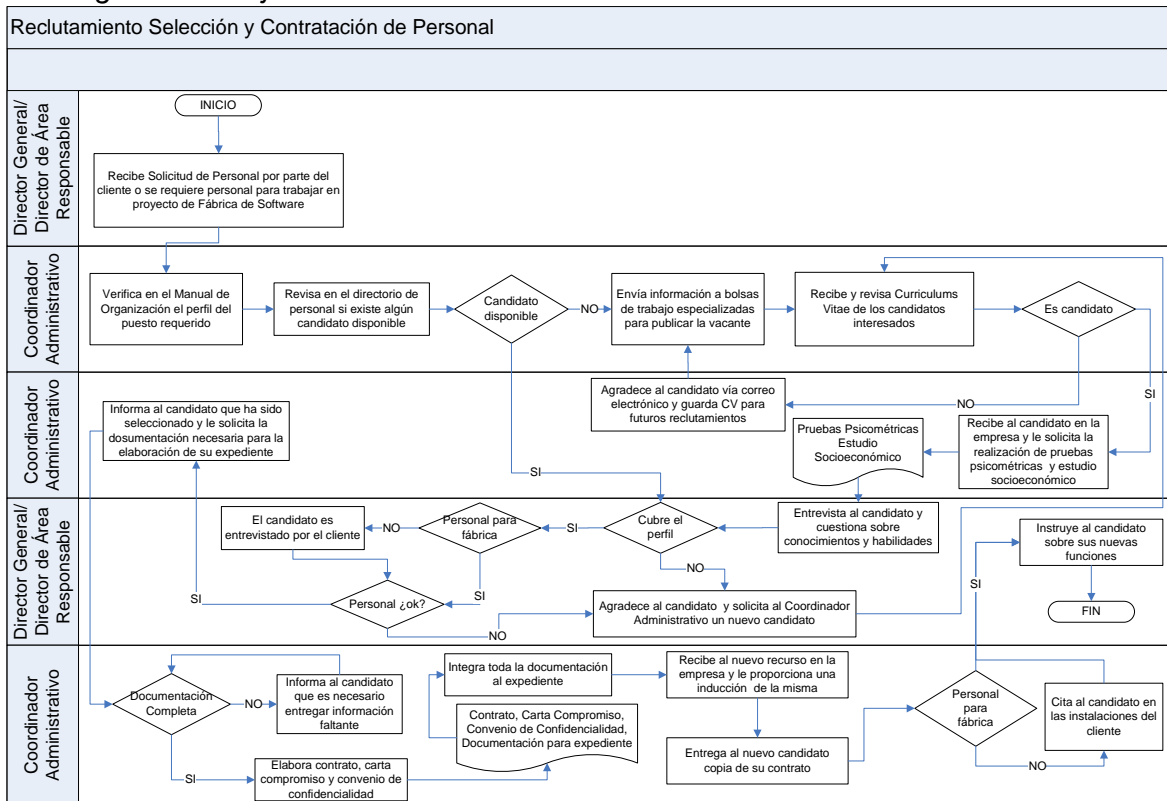 Reclutamiento Selección y Contratación de Personal
Director General/
Director de Área
Responsable
INICIO
Recibe Solicitud de Personal por parte del
cliente o se requiere personal para trabajar en
proyecto de Fábrica de Software
Coordinador
Administrativo
Verifica en el Manual de
Organización el perfil del
puesto requerido
Revisa en el directorio de
personal si existe algún
candidato disponible
Candidato
disponible
NO
Envía información a bolsas
de trabajo especializadas
para publicar la vacante
Recibe y revisa Curriculums
Vitae de los candidatos
interesados
Es candidato
SI
NO
Coordinador
Administrativo
Informa al candidato que ha sido
seleccionado y le solicita la
dosumentación necesaria para la
elaboración de su expediente
SI
Agradece al candidato vía correo
electrónico y guarda CV para
futuros reclutamientos
Pruebas Psicométricas
Estudio
Socioeconómico
Recibe al candidato en la
empresa y le solicita la
realización de pruebas
psicométricas y estudio
socioeconómico
Director General/
Director de Área
Responsable
El candidato es
entrevistado por el cliente
NO
Personal para
fábrica
SI
Cubre el
perfil
Entrevista al candidato y
cuestiona sobre
conocimientos y habilidades
Instruye al candidato
sobre sus nuevas
funciones
SI
Personal ¿ok?
SI
NO
NO
Agradece al candidato y solicita al Coordinador
Administrativo un nuevo candidato
SI
FIN
Coordinador
Administrativo
Documentación
Completa
NO
Informa al candidato
que es necesario
entregar información
faltante
SI
Elabora contrato, carta
compromiso y convenio de
confidencialidad
Integra toda la documentación
al expediente
Contrato, Carta Compromiso,
Convenio de Confidencialidad,
Documentación para expediente
Recibe al nuevo recurso en la
empresa y le proporciona una
inducción de la misma
Entrega al nuevo candidato
copia de su contrato
Personal
para
fábrica
NO
Cita al candidato en
las instalaciones del
cliente